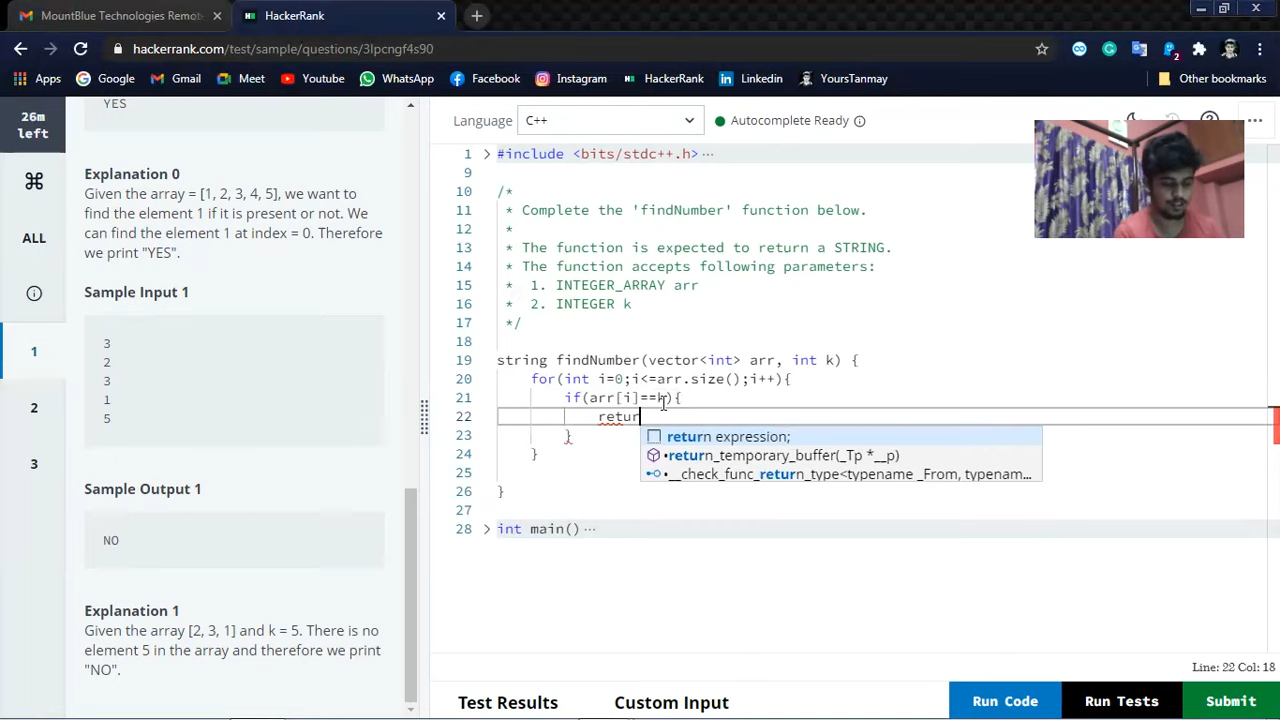 MountBlue Technologies Remot
HackerRank
hackerrank.com/test/sample/questions/3lpcngf4s90
2
Apps
Google
Gmail
Meet
Youtube
WhatsApp
Facebook
Instagram
HackerRank
Linkedin
YoursTanmay
Other bookmarks
26m
left
ALL
1
2
3
YES
Explanation 0
Given the array = [1, 2, 3, 4, 5], we want to
find the element 1 if it is present or not. We
can find the element 1 at index = 0. Therefore
we print "YES".
Sample Input 1
3
2
3
1
5
Sample Output 1
NO
Explanation 1
Given the array [2, 3, 1] and k = 5. There is no
element 5 in the array and therefore we print
"NO".
Language C++ Autocomplete Ready
1 #include <bits/stdc++.h>
9
10 /*
11 * Complete the 'findNumber' function below.
12 *
13 * The function is expected to return a STRING.
14 * The function accepts following parameters:
15 * 1. INTEGER_ARRAY arr
16 * 2. INTEGER k
17 */
18
19 string findNumber(vector<int> arr, int k) {
20 for(int i=0;i<=arr.size();i++){
21 if(arr[i]==k){
22 retur
23 }
24 }
25
26 }
27
28 int main()
return expression;
•return_temporary_buffer(_Tp *__p)
•__check_func_return_type<typename _From, typenam...
Line: 22 Col: 18
Test Results
Custom Input
Run Code
Run Tests
Submit